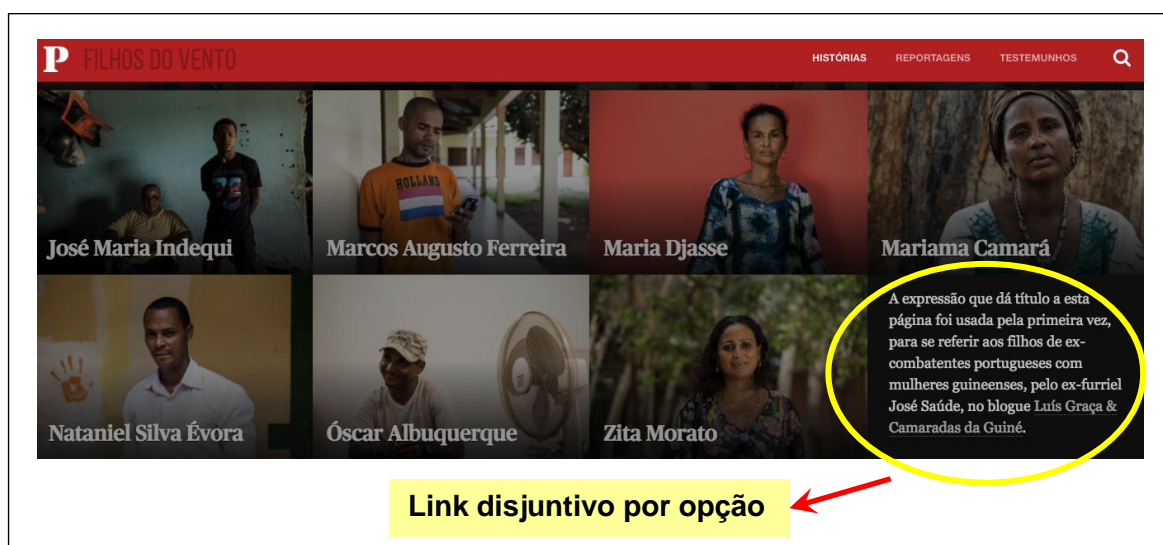 P FILHOS DO VENTO
HISTÓRIAS REPORTAGENS TESTEMUNHOS
HOLLAND
José Maria Indequi
Marcos Augusto Ferreira
Maria Djasse
Mariama Camará
Nataniel Silva Évora
Óscar Albuquerque
Zita Morato
A expressão que dá título a esta
página foi usada pela primeira vez,
para se referir aos filhos de ex-
combatentes portugueses com
mulheres guineenses, pelo ex-furriel
José Saúde, no blogue Luís Graça &
Camaradas da Guiné.
Link disjuntivo por opção